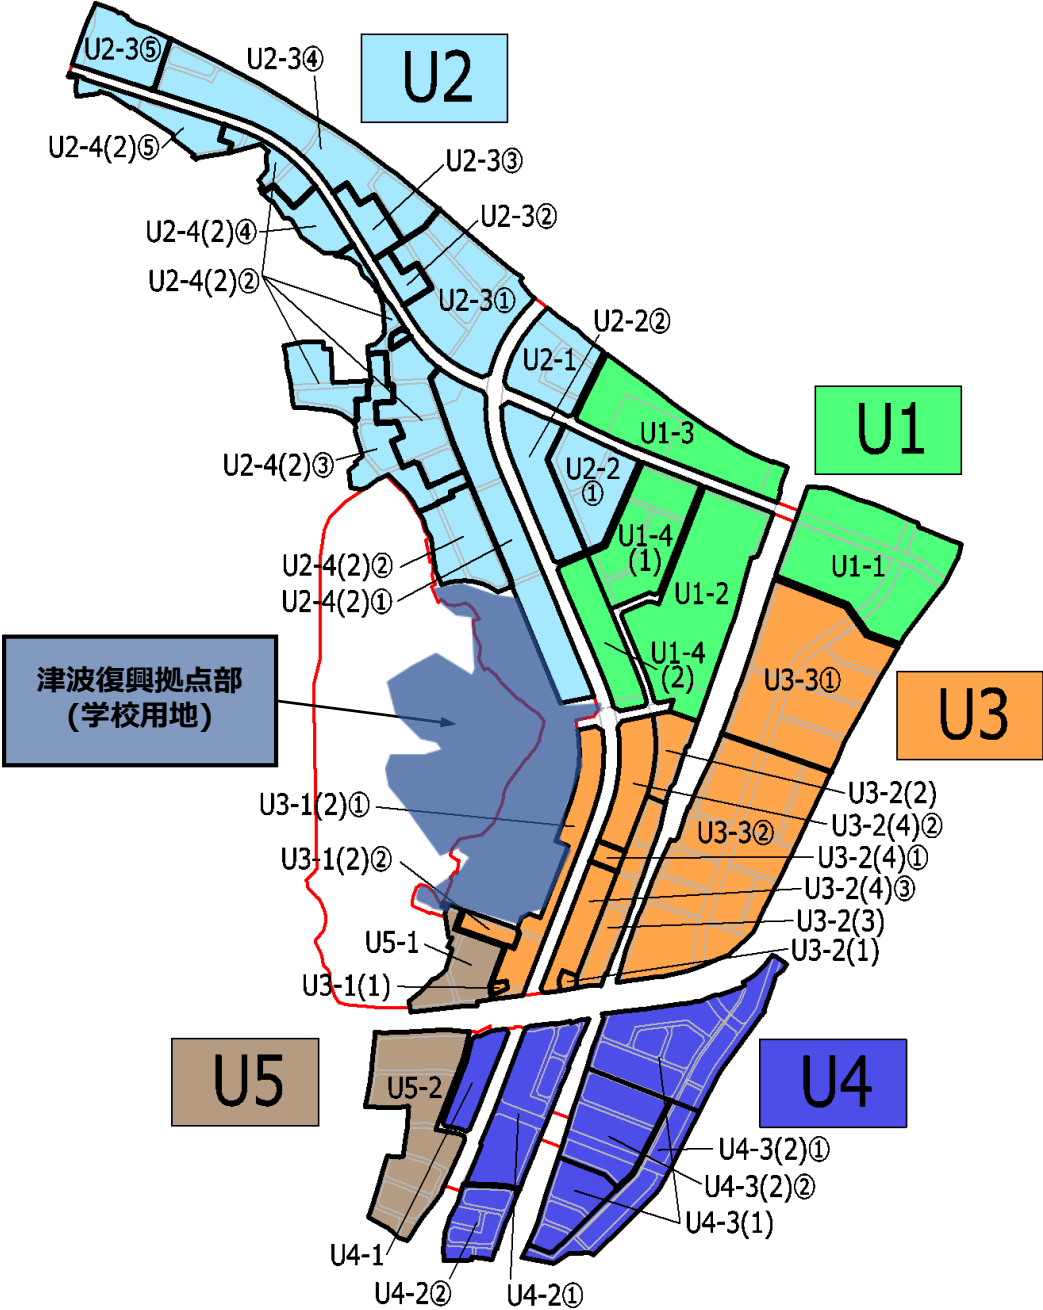 U2-3⑤
U2-3④
U2
U2-4(2)⑤
U2-3③
U2-4(2)④
U2-3②
U2-4(2)②
U2-3①
U2-2②
U2-1
U1
U1-3
U2-4(2)③
U2-2
①
U1-4
(1)
U2-4(2)②
U1-1
U1-2
U2-4(2)①
U1-4
(2)
津波復興拠点部
(学校用地)
U3-3①
U3
U3-2(2)
U3-1(2)①
U3-2(4)②
U3-3②
U3-1(2)②
U3-2(4)①
U3-2(4)③
U3-2(3)
U5-1
U3-2(1)
U3-1(1)
U5
U5-2
U4
U4-3(2)①
U4-3(2)②
U4-3(1)
U4-1
U4-2②
U4-2①